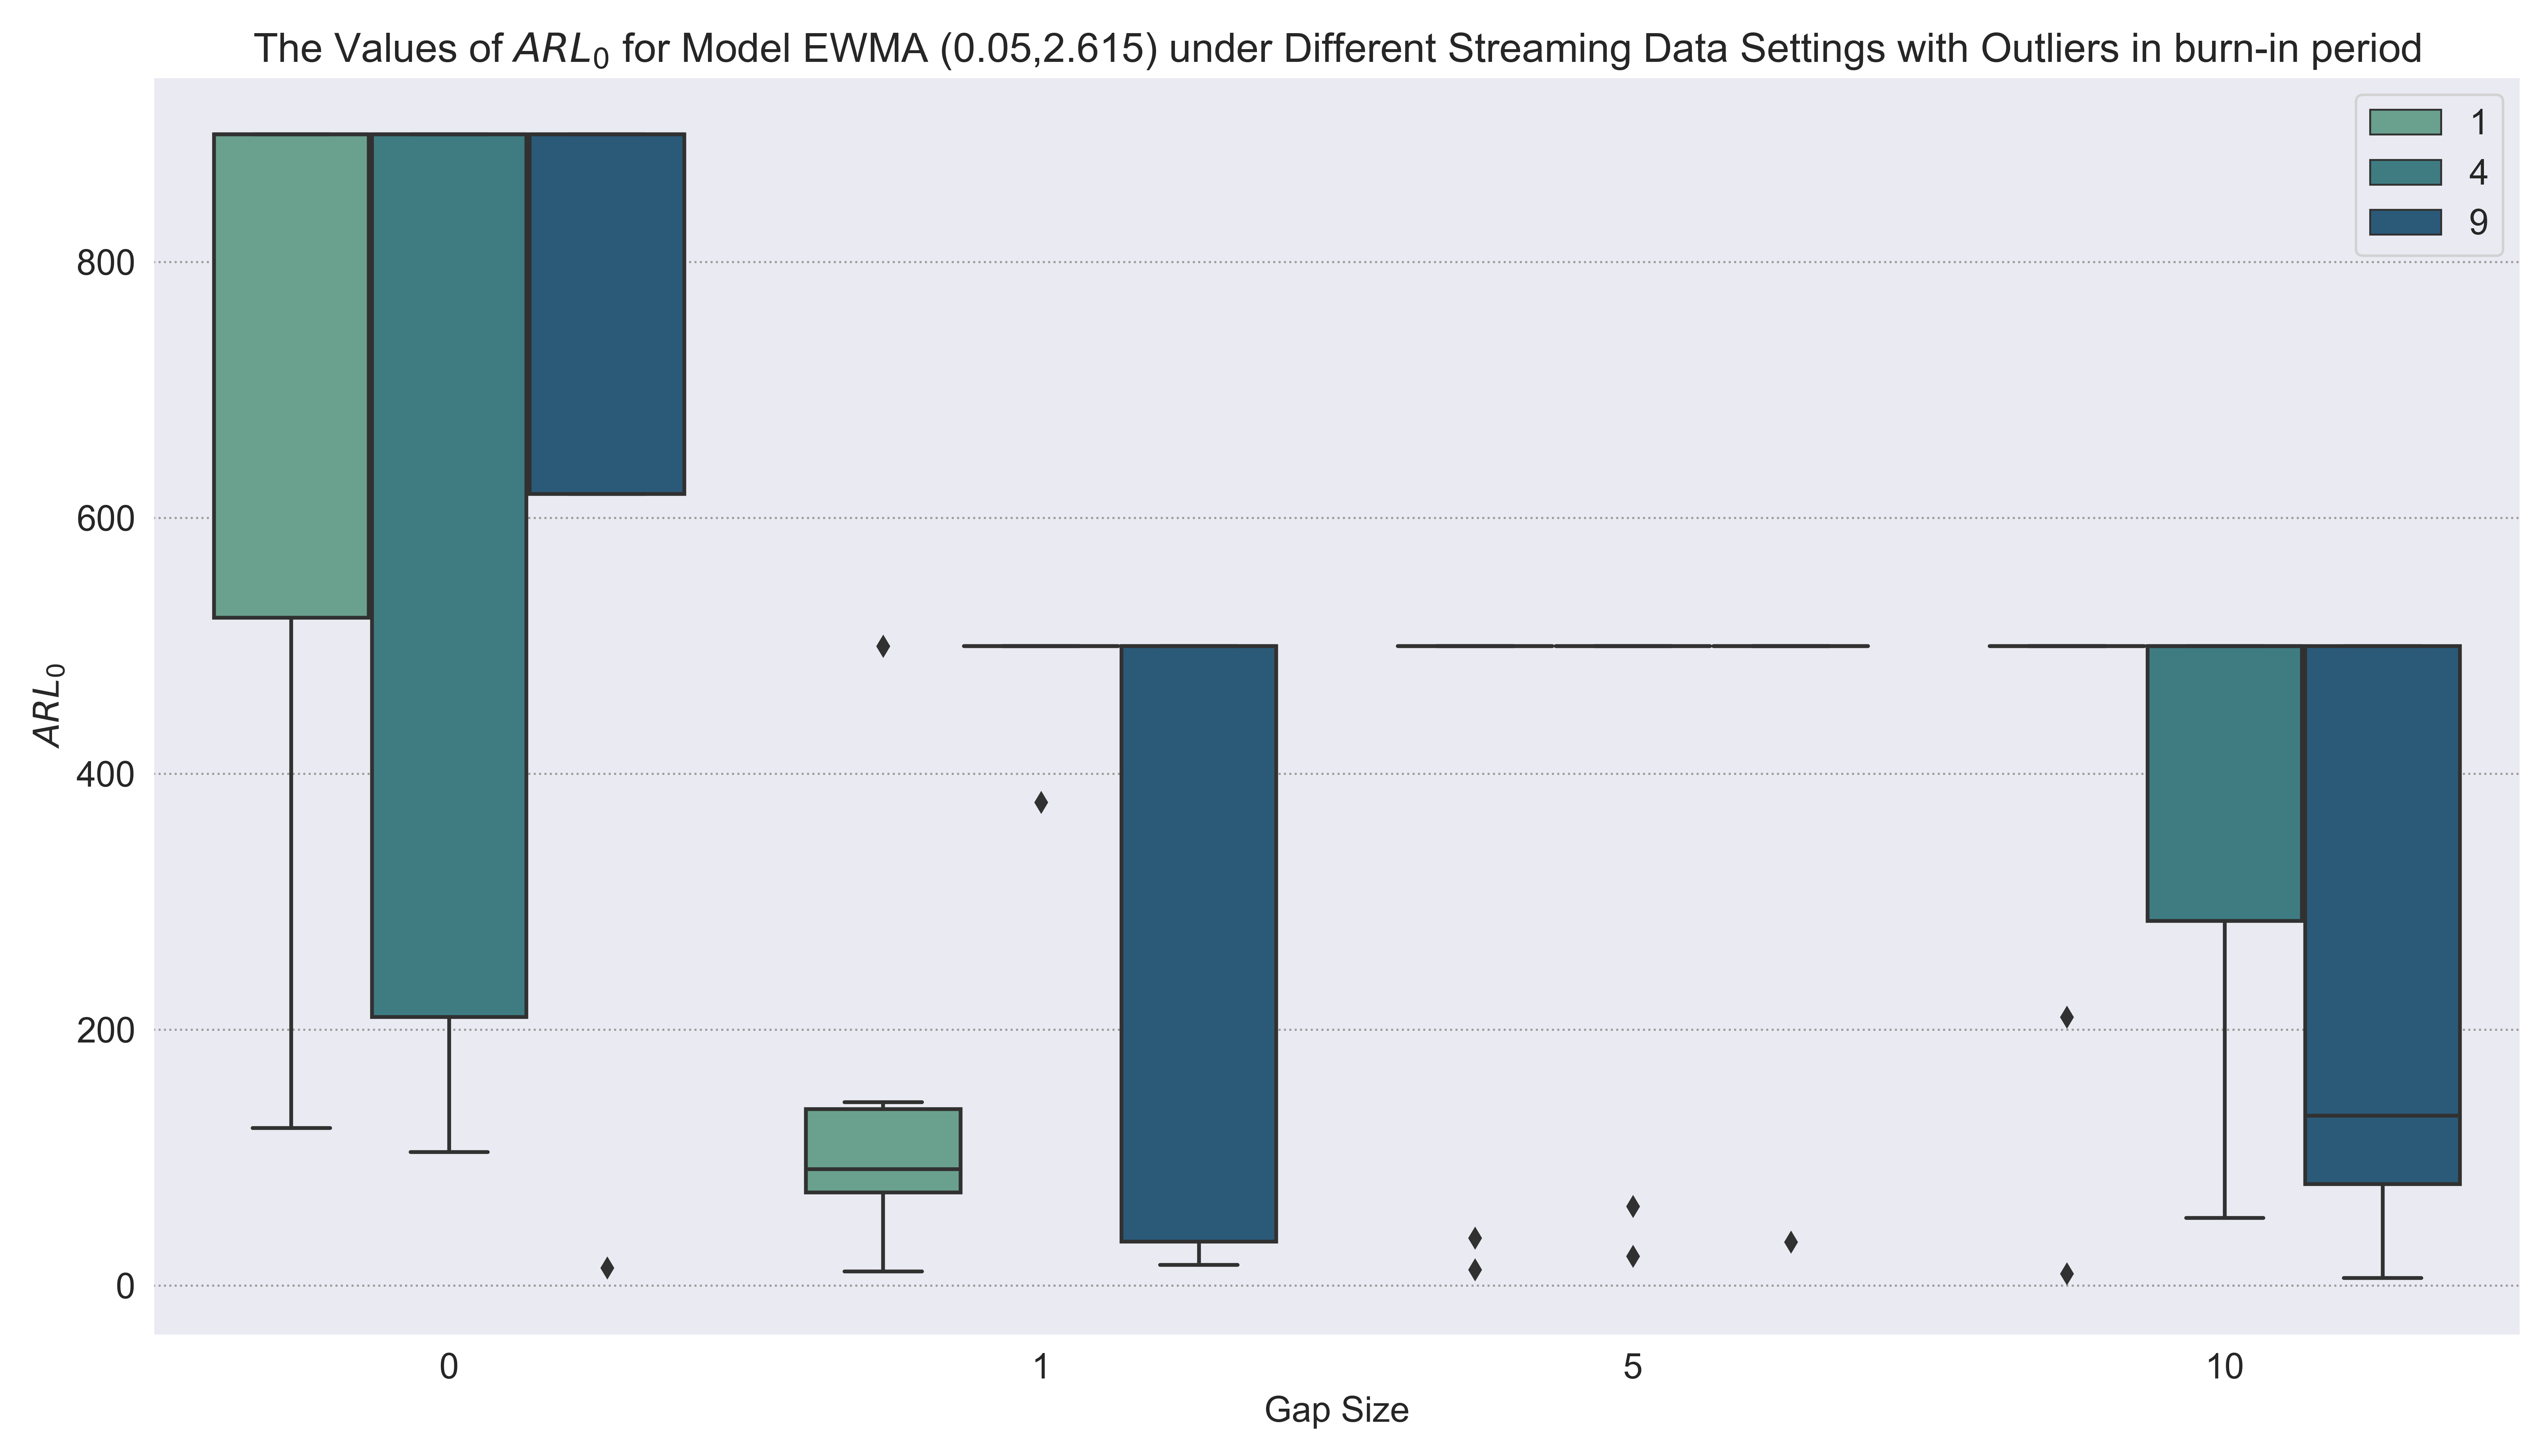 The Values of ARL₀ for Model EWMA (0.05,2.615) under Different Streaming Data Settings with Outliers in burn-in period
1
4
9
800
600
400
200
0
ARL₀
0 1 5 10
Gap Size